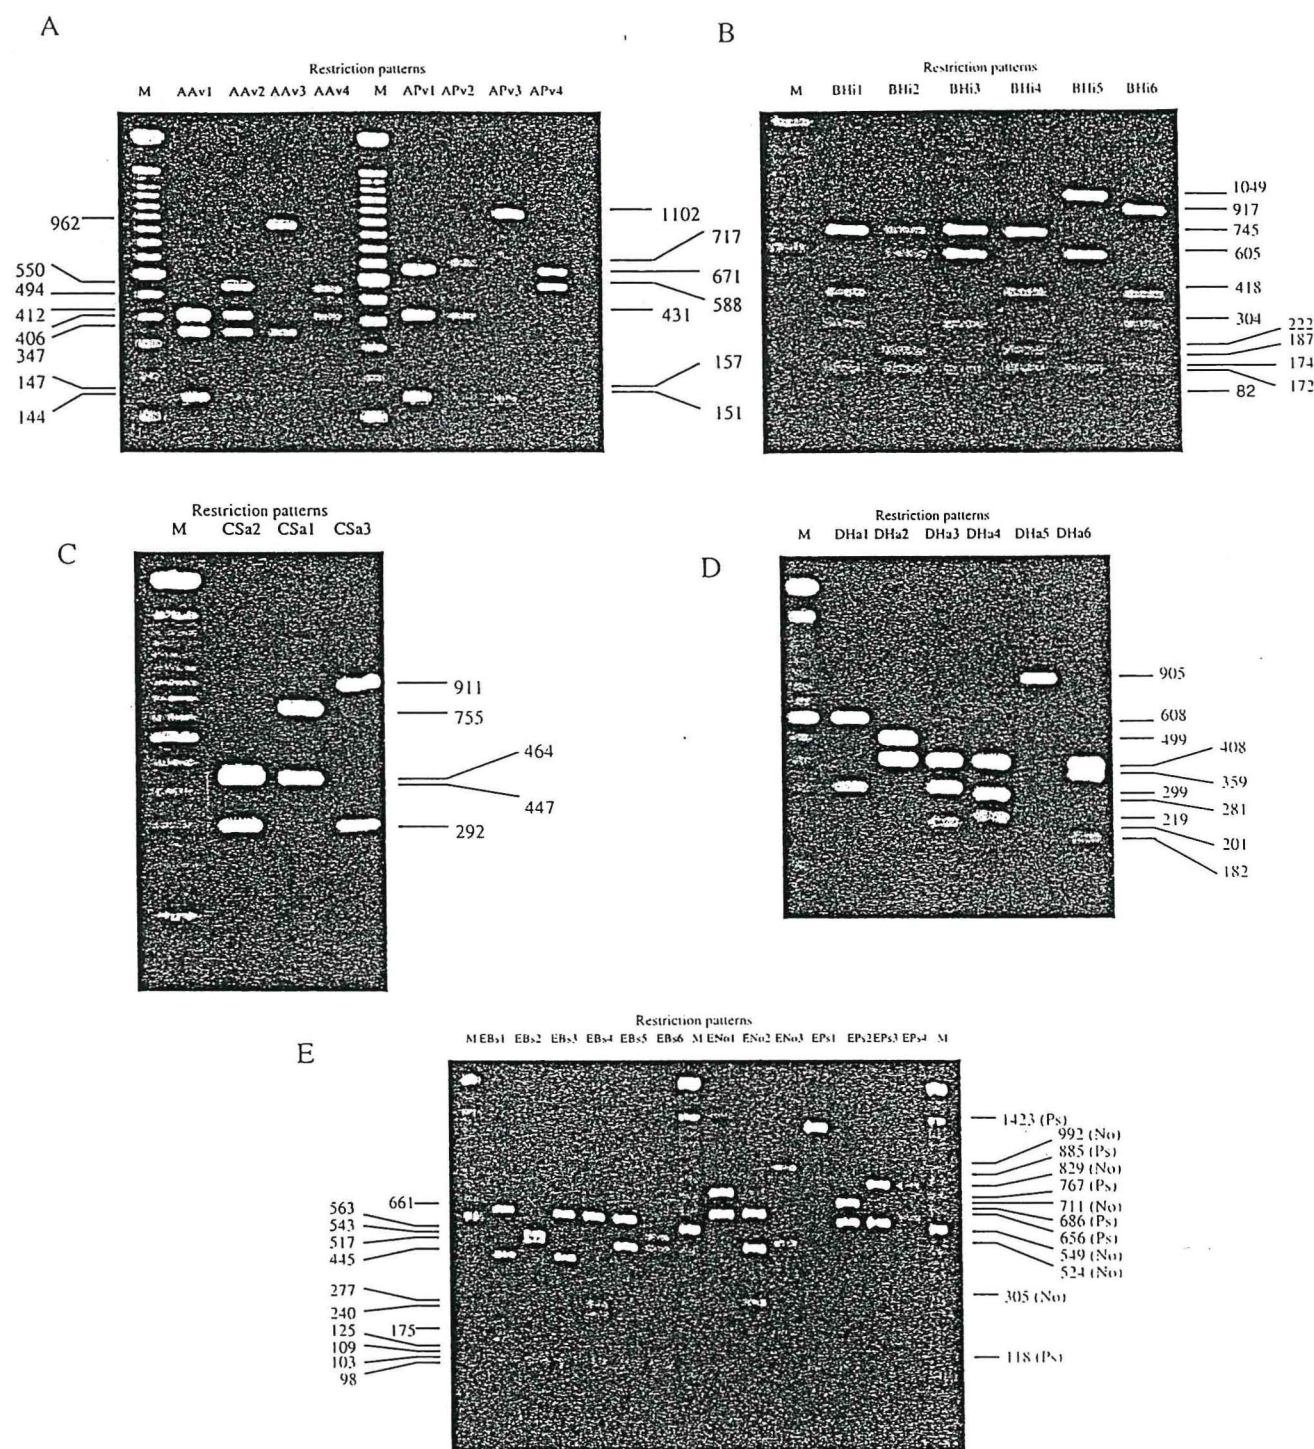 A
Restriction patterns
M AAv1 AAv2 AAv3 AAv4 M APv1 APv2 APv3 APv4
962
550
494
412
406
347
147
144
1102
717
671
588
431
157
151
B
Restriction patterns
M BHi1 BHi2 BHi3 BHi4 BHi5 BHi6
1049
917
745
605
418
304
222
187
174
172
82
C
Restriction patterns
M CSa2 CSa1 CSa3
911
755
464
447
292
D
Restriction patterns
M DHa1 DHa2 DHa3 DHa4 DHa5 DHa6
905
608
499
408
359
299
281
219
201
182
E
Restriction patterns
M EBs1 EBs2 EBs3 EBs4 EBs5 EBs6 M ENo1 ENo2 ENo3 EPs1 EPs2 EPs3 EPs4 M
661
563
543
517
445
277
240
175
125
109
103
98
1423 (Ps)
992 (No)
885 (Ps)
829 (No)
767 (Ps)
711 (No)
686 (Ps)
656 (Ps)
549 (No)
524 (No)
305 (No)
118 (Ps)